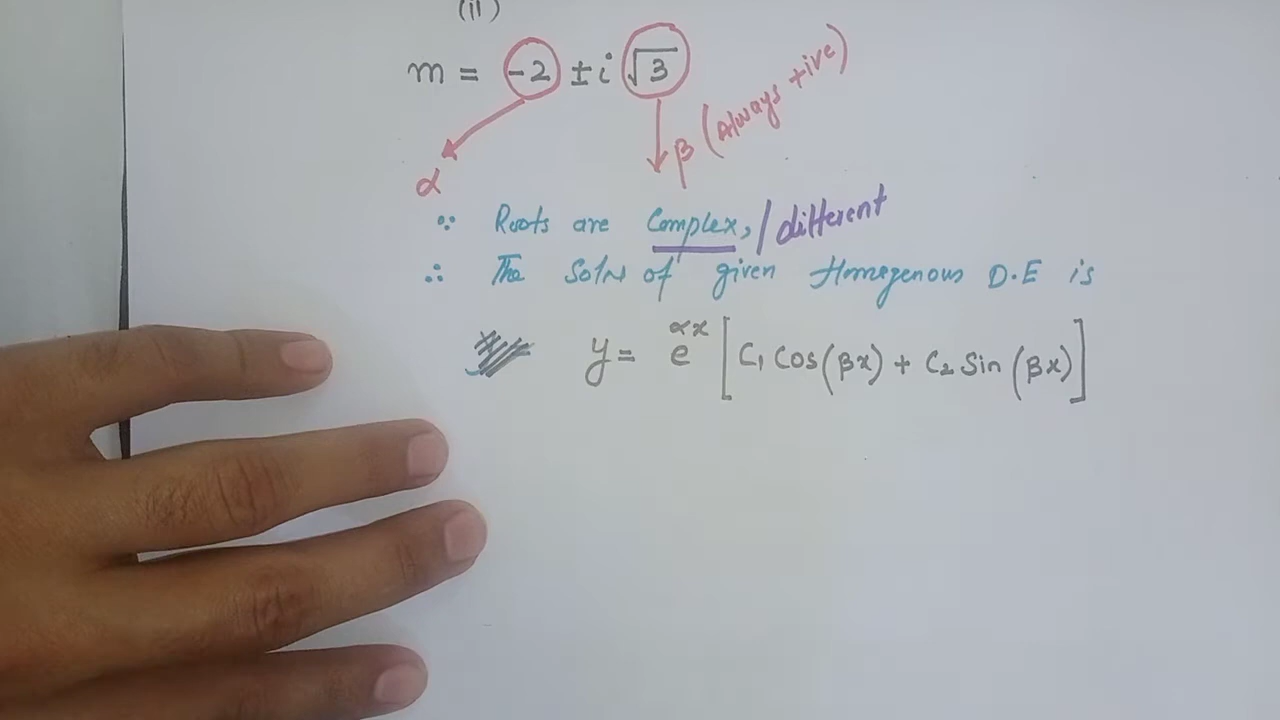 (ii)
m = -2 ± i √3
α
β (Always +ive)
∵ Roots are Complex, / different
∴ The Soln of given Homogenous D.E is
y = e^αx [C₁ Cos(βx) + C₂ Sin (βx)]